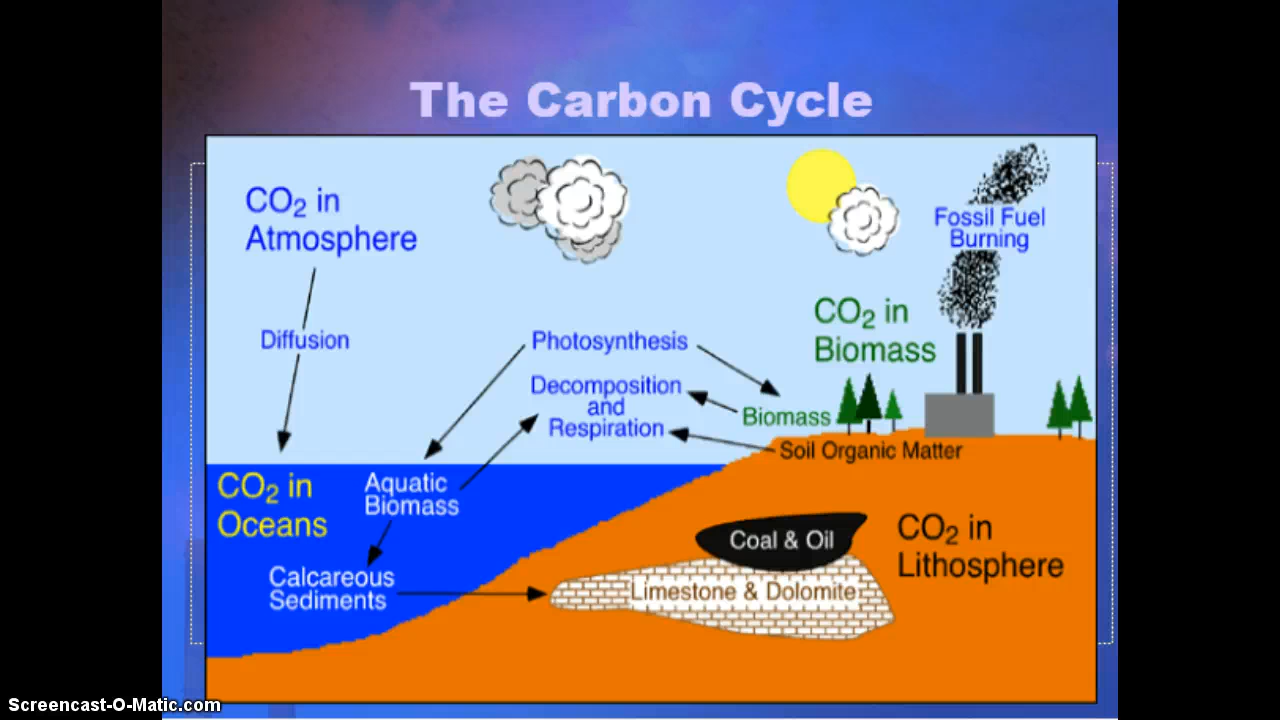 The Carbon Cycle
CO₂ in
Atmosphere
Fossil Fuel
Burning
CO₂ in
Biomass
Diffusion
Photosynthesis
Decomposition
and
Respiration
Biomass
Soil Organic Matter
CO₂ in
Oceans
Aquatic
Biomass
Calcareous
Sediments
Coal & Oil
Limestone & Dolomite
CO₂ in
Lithosphere
Screencast-O-Matic.com